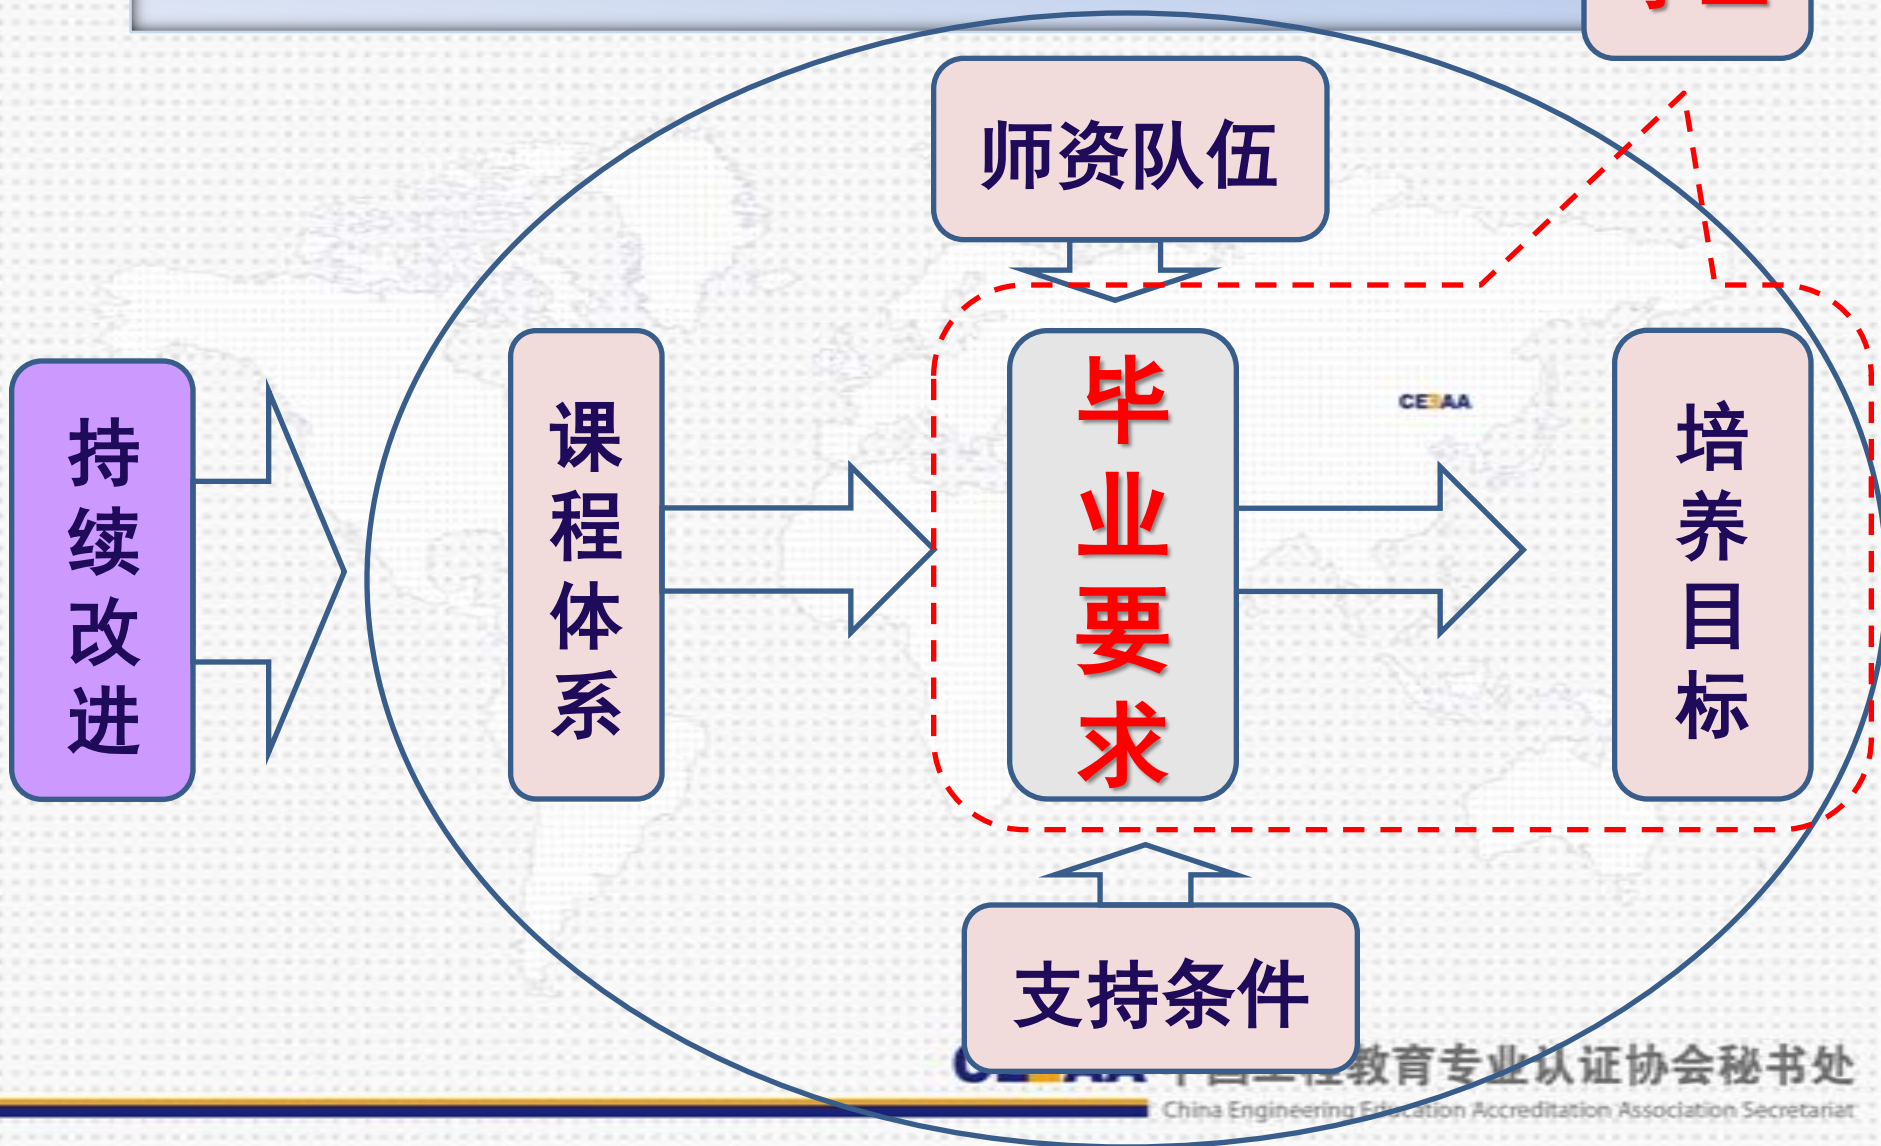 师资队伍
持续改进
课程体系
毕业要求
CEEAA
培养目标
支持条件
教育专业认证协会秘书处
China Engineering Education Accreditation Association Secretariat